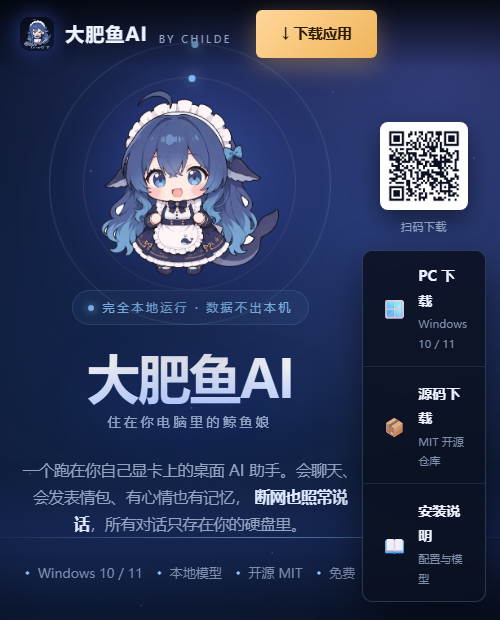 大肥鱼AI BY CHILDE
↓下载应用
扫码下载
完全本地运行 · 数据不出本机
大肥鱼AI
住在你电脑里的鲸鱼娘
一个跑在你自己显卡上的桌面 AI 助手。会聊天、
会发表情包、有心情也有记忆，断网也照常说
话，所有对话只存在你的硬盘里。
• Windows 10 / 11 • 本地模型 • 开源 MIT • 免费
PC 下
载
Windows
10 / 11
源码下
载
MIT 开源
仓库
安装说
明
配置与模
型